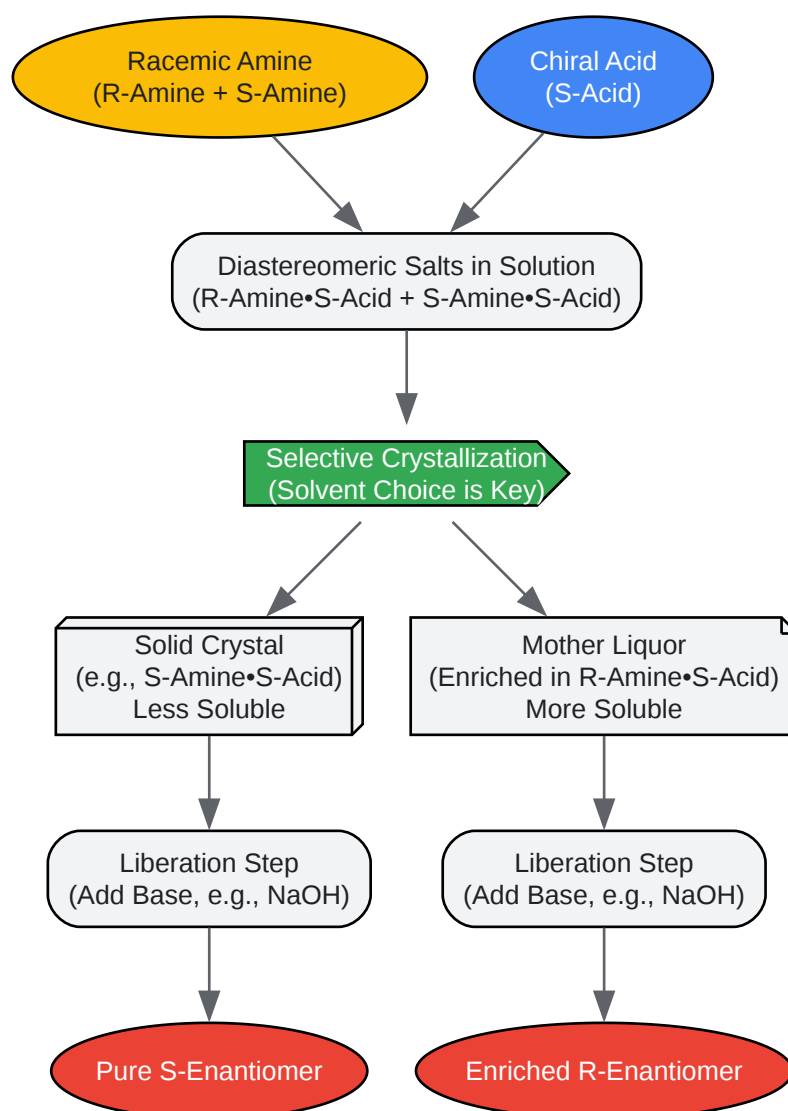 Racemic Amine
(R-Amine + S-Amine)
Chiral Acid
(S-Acid)
Diastereomeric Salts in Solution
(R-Amine•S-Acid + S-Amine•S-Acid)
Selective Crystallization
(Solvent Choice is Key)
Solid Crystal
(e.g., S-Amine•S-Acid)
Less Soluble
Mother Liquor
(Enriched in R-Amine•S-Acid)
More Soluble
Liberation Step
(Add Base, e.g., NaOH)
Liberation Step
(Add Base, e.g., NaOH)
Pure S-Enantiomer
Enriched R-Enantiomer